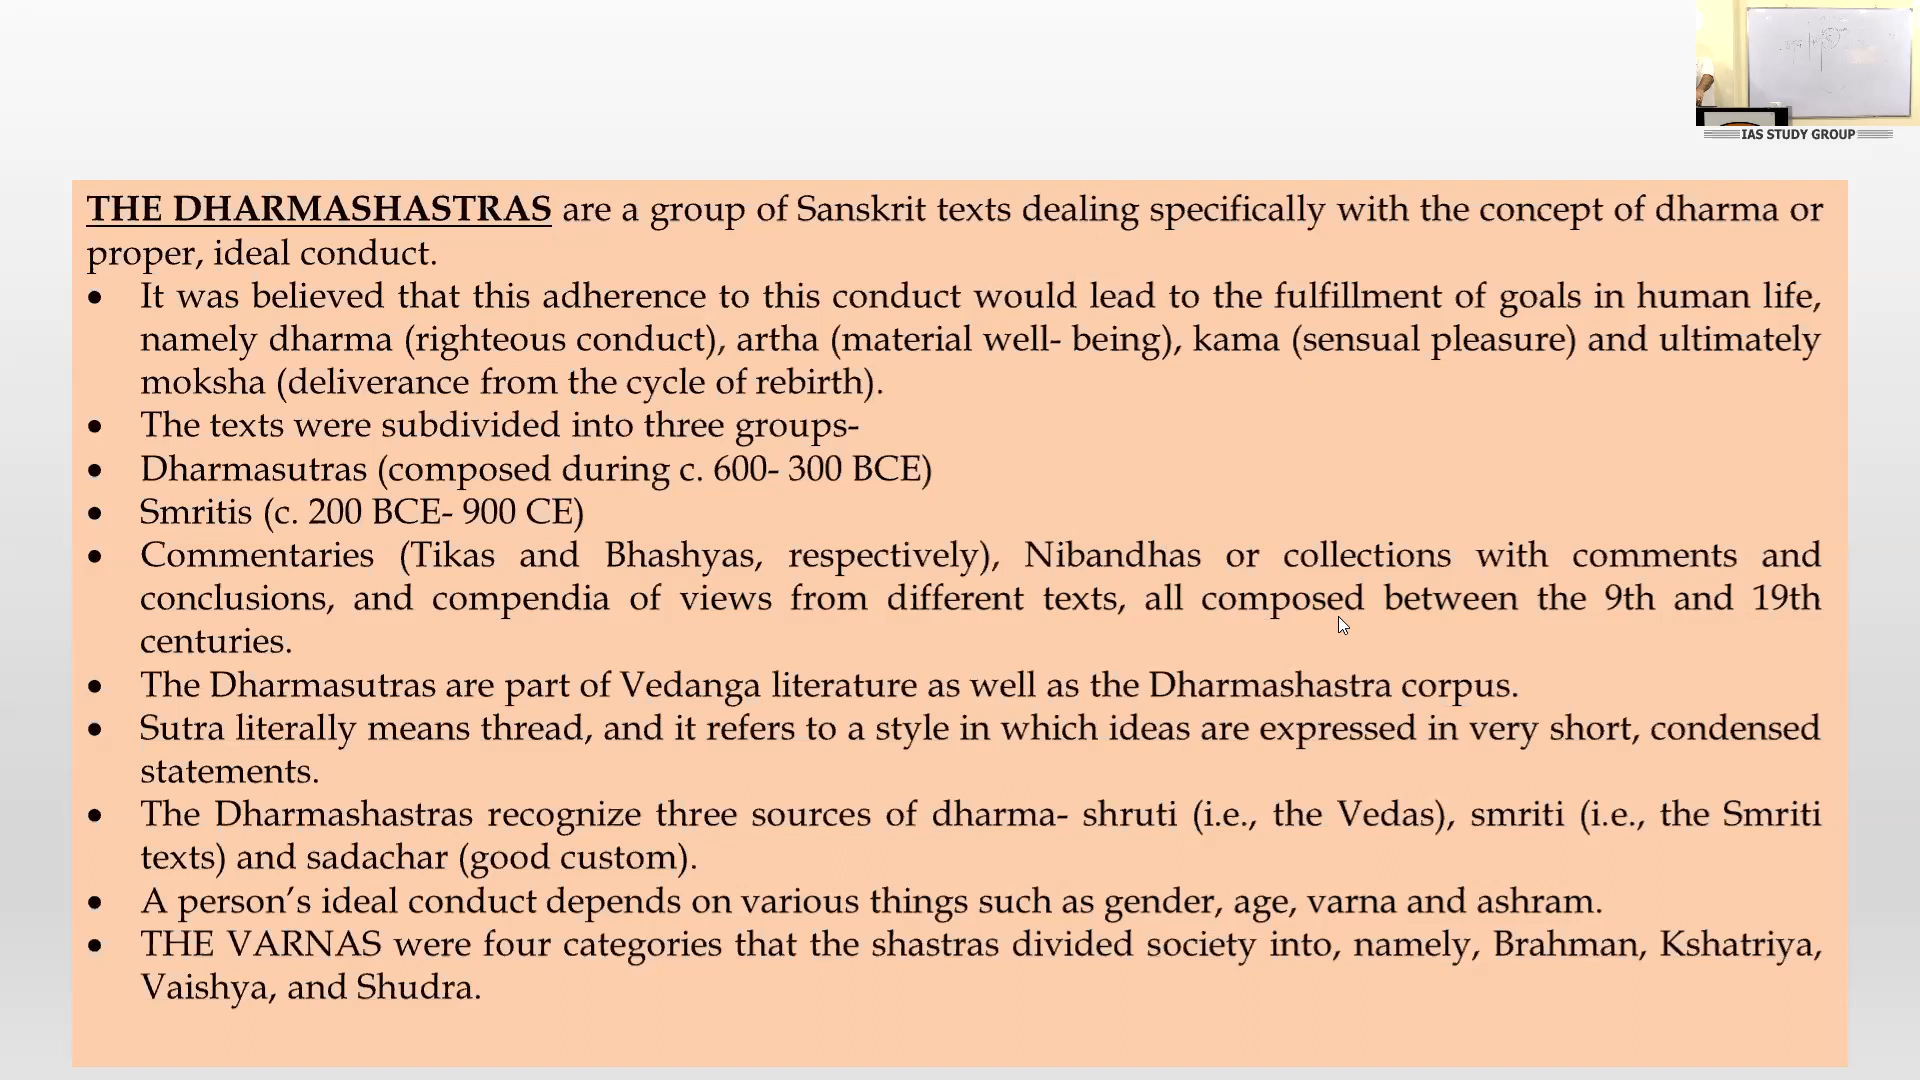 IAS STUDY GROUP
THE DHARMASHASTRAS are a group of Sanskrit texts dealing specifically with the concept of dharma or
proper, ideal conduct.
• It was believed that this adherence to this conduct would lead to the fulfillment of goals in human life,
namely dharma (righteous conduct), artha (material well- being), kama (sensual pleasure) and ultimately
moksha (deliverance from the cycle of rebirth).
• The texts were subdivided into three groups-
• Dharmasutras (composed during c. 600- 300 BCE)
• Smritis (c. 200 BCE- 900 CE)
• Commentaries (Tikas and Bhashyas, respectively), Nibandhas or collections with comments and
conclusions, and compendia of views from different texts, all composed between the 9th and 19th
centuries.
• The Dharmasutras are part of Vedanga literature as well as the Dharmashastra corpus.
• Sutra literally means thread, and it refers to a style in which ideas are expressed in very short, condensed
statements.
• The Dharmashastras recognize three sources of dharma- shruti (i.e., the Vedas), smriti (i.e., the Smriti
texts) and sadachar (good custom).
• A person’s ideal conduct depends on various things such as gender, age, varna and ashram.
• THE VARNAS were four categories that the shastras divided society into, namely, Brahman, Kshatriya,
Vaishya, and Shudra.